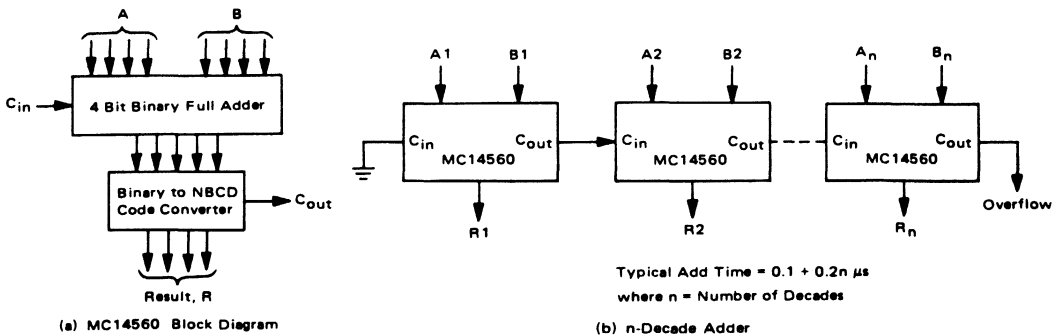 A
B
C_in
4 Bit Binary Full Adder
Binary to NBCD
Code Converter
C_out
Result, R
(a) MC14560 Block Diagram
A1
B1
A2
B2
A_n
B_n
C_in
C_out
MC14560
C_in
C_out
MC14560
C_in
C_out
MC14560
R1
R2
R_n
Overflow
Typical Add Time = 0.1 + 0.2n μs
where n = Number of Decades
(b) n-Decade Adder